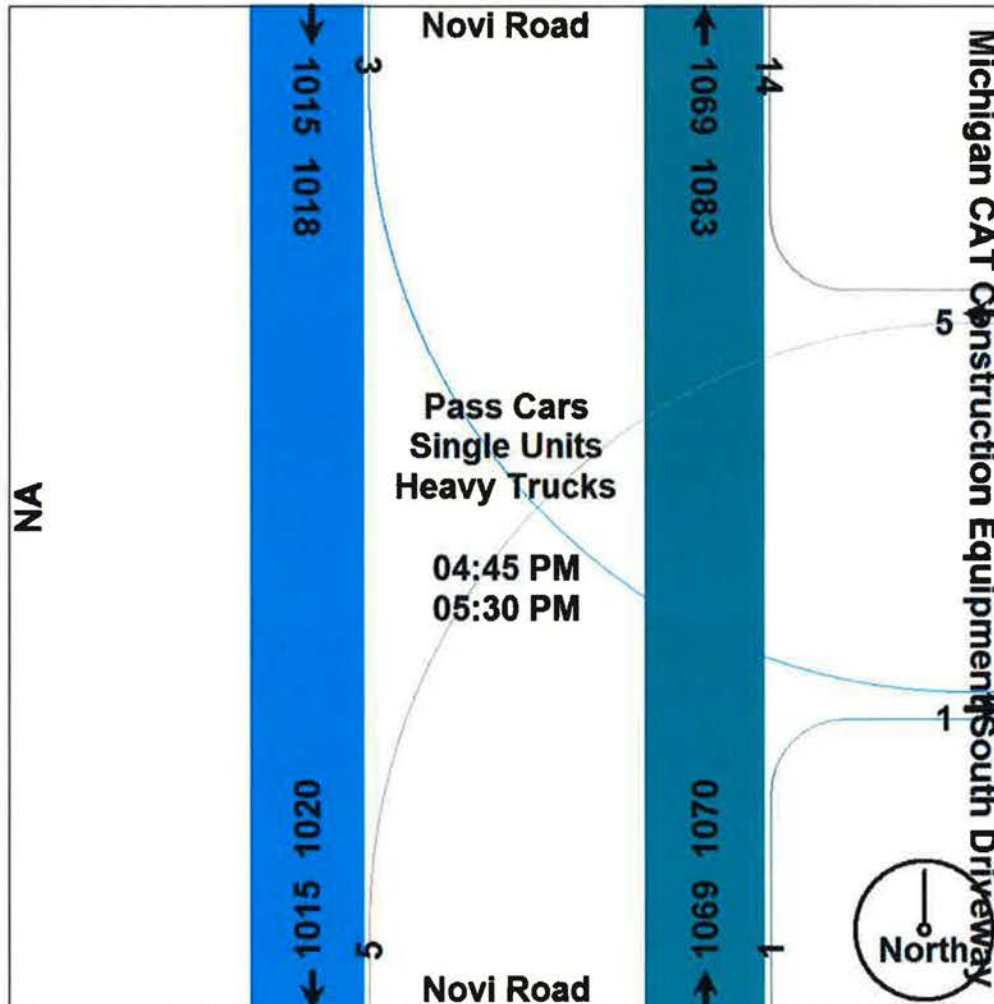 Novi Road
1015 1018
3
1069 1083
14
Michigan CAT Construction Equipment South Driveway
5
Pass Cars
Single Units
Heavy Trucks
NA
04:45 PM
05:30 PM
1
1015 1020
5
1069 1070
1
North
Novi Road